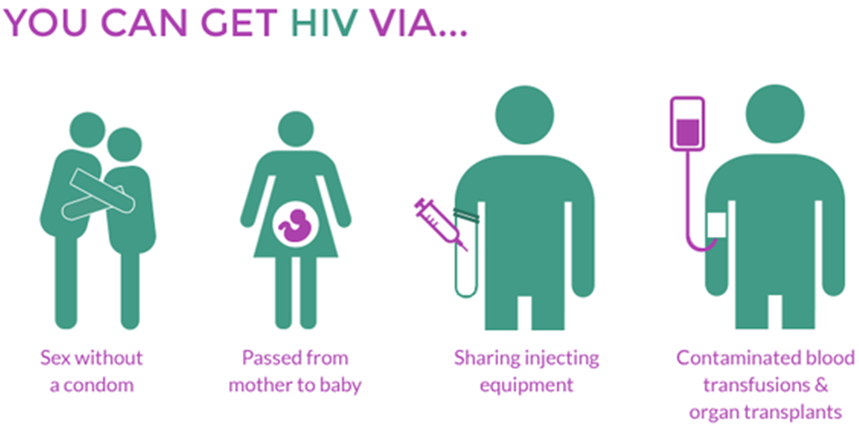 YOU CAN GET HIV VIA...
Sex without
a condom
Passed from
mother to baby
Sharing injecting
equipment
Contaminated blood
transfusions &
organ transplants